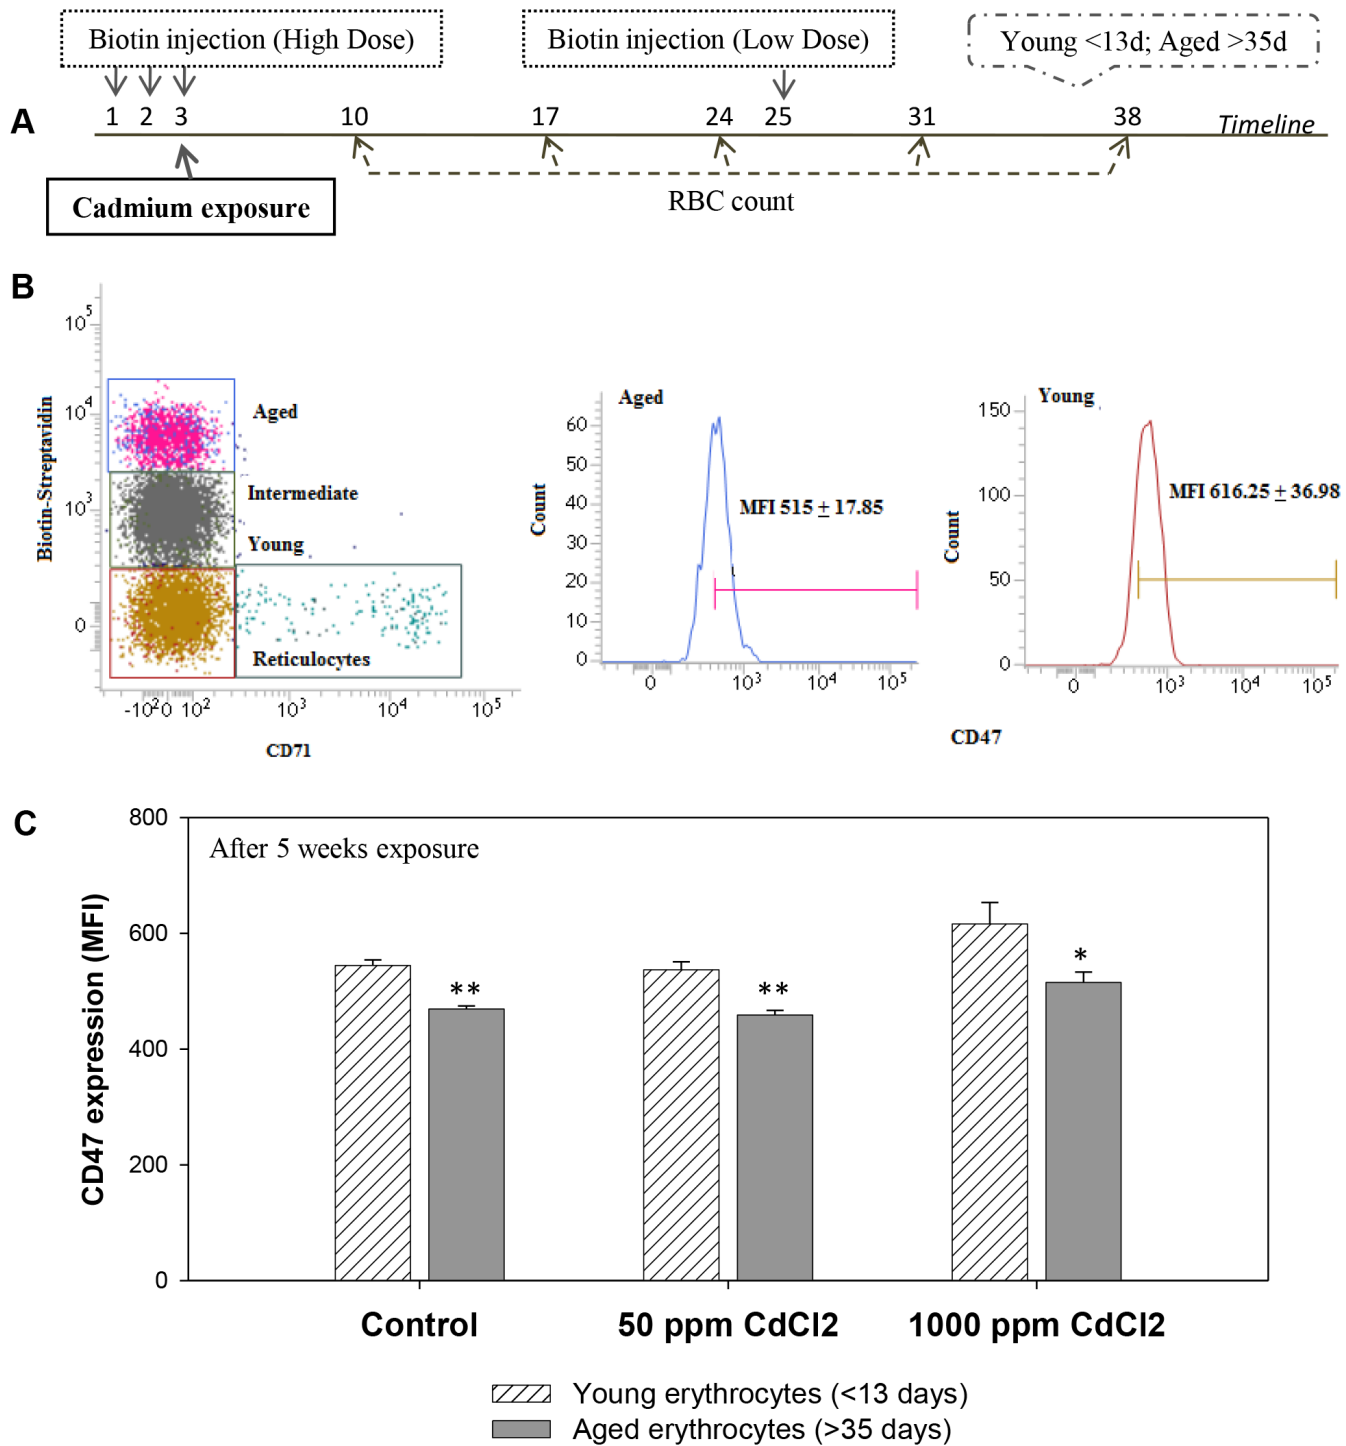 Biotin injection (High Dose)
Biotin injection (Low Dose)
Young <13d; Aged >35d
A
1 2 3 10 17 24 25 31 38 Timeline
Cadmium exposure
RBC count
B
Biotin-Streptavidin
10^5
10^4
10^3
0
Aged
Intermediate
Young
Reticulocytes
-10^2 0 10^2 10^3 10^4 10^5
CD71
Aged
Count
60
50
40
30
20
10
0
MFI 515 ± 17.85
0 10^3 10^4 10^5
Young
Count
150
100
50
0
MFI 616.25 ± 36.98
0 10^3 10^4 10^5
CD47
C
After 5 weeks exposure
CD47 expression (MFI)
800
600
400
200
0
**
**
*
Control 50 ppm CdCl2 1000 ppm CdCl2
Young erythrocytes (<13 days)
Aged erythrocytes (>35 days)